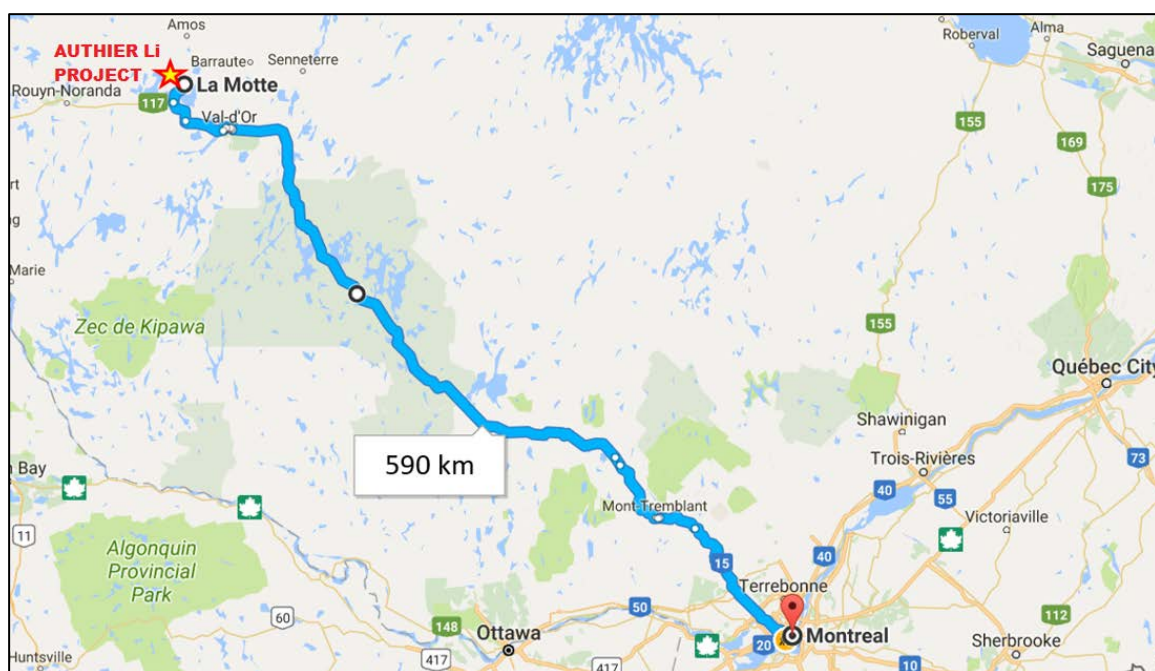 Amos
Roberval
Alma
AUTHIER Li
PROJECT
Barraute
Senneterre
Saguena
La Motte
Rouyn-Noranda
117
Val-d'Or
155
169
175
Marie
Zec de Kipawa
155
Québec City
Shawinigan
590 km
Trois-Rivières
73
40
55
n Bay
Mont-Tremblant
Victoriaville
11
Algonquin
Provincial
Park
15
40
Terrebonne
60
148
50
112
Ottawa
20
Montreal
Sherbrooke
Huntsville
417
417
10